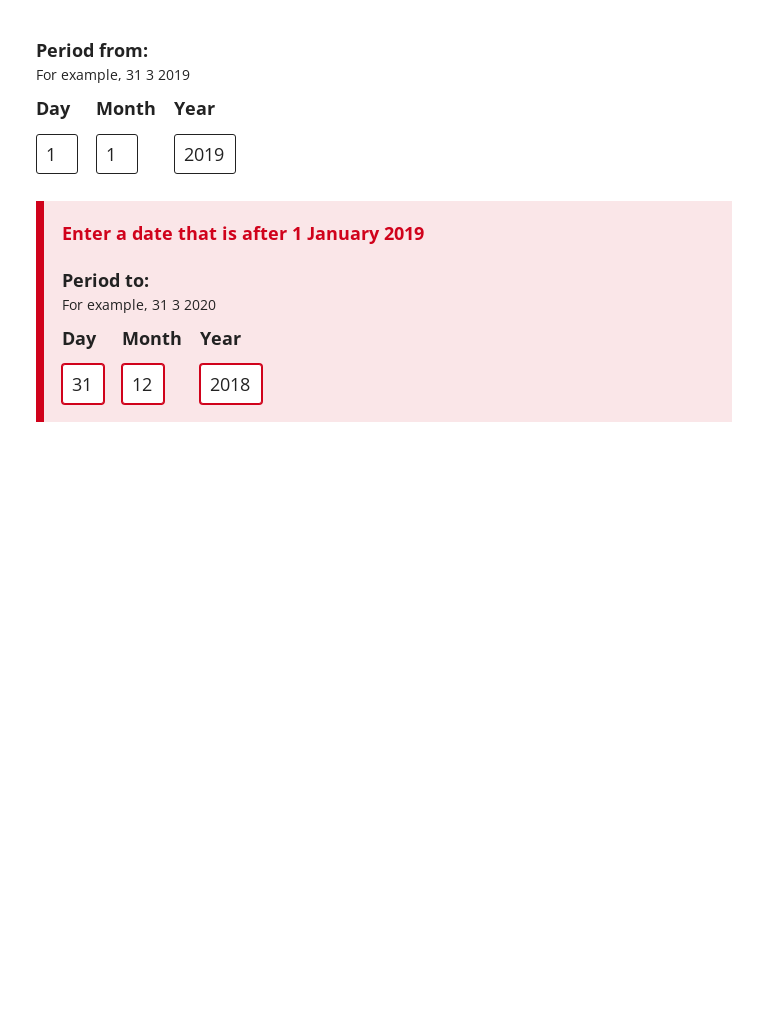 Period from:
For example, 31 3 2019
Day Month Year
1 1 2019
Enter a date that is after 1 January 2019
Period to:
For example, 31 3 2020
Day Month Year
31 12 2018